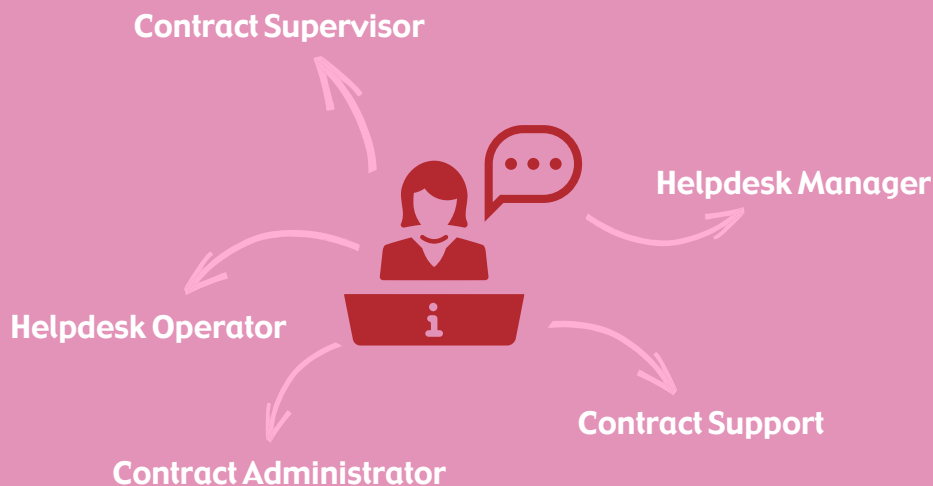 Contract Supervisor
Helpdesk Manager
Helpdesk Operator
i
Contract Support
Contract Administrator